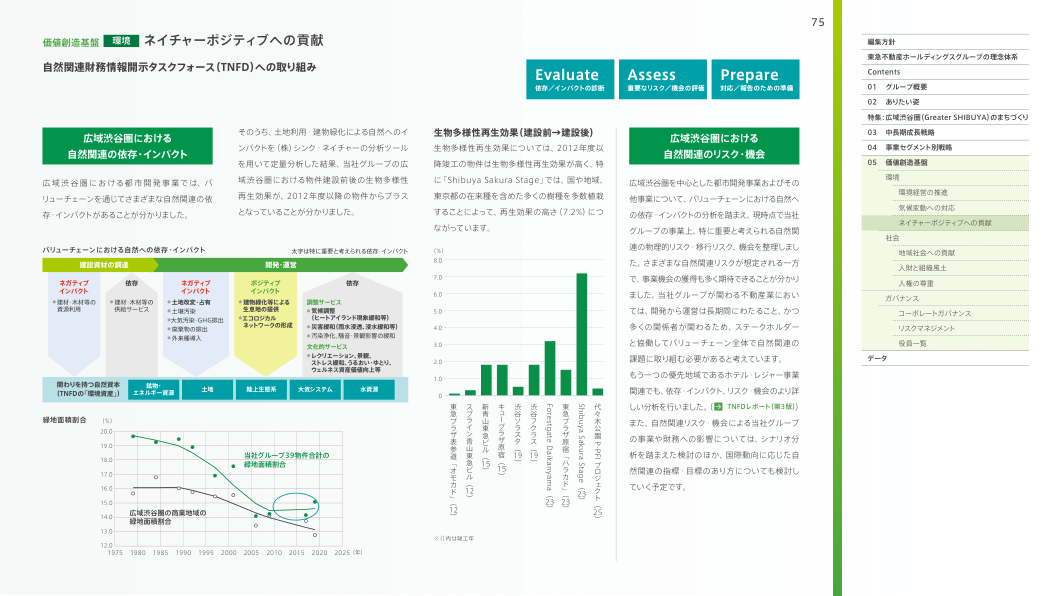 75
価値創造基盤 環境 ネイチャーポジティブへの貢献
自然関連財務情報開示タスクフォース（TNFD）への取り組み
Evaluate
依存／インパクトの診断
Assess
重要なリスク／機会の評価
Prepare
対応／報告のための準備
広域渋谷圏における
自然関連の依存・インパクト
広域渋谷圏における都市開発事業では、バ
リューチェーンを通じてさまざまな自然関連の依
存・インパクトがあることが分かりました。
そのうち、土地利用・建物緑化による自然へのイ
ンパクトを（株）シンク・ネイチャーの分析ツール
を用いて定量分析した結果、当社グループの広
域渋谷圏における物件建設前後の生物多様性
再生効果が、2012年度以降の物件からプラス
となっていることが分かりました。
バリューチェーンにおける自然への依存・インパクト
太字は特に重要と考えられる依存・インパクト
建設資材の調達
開発・運営
ネガティブ
インパクト
●建材・木材等の
資源利用
依存
●建材・木材等の
供給サービス
ネガティブ
インパクト
●土地改変・占有
●土壌汚染
●大気汚染・GHG排出
●廃棄物の排出
●外来種導入
ポジティブ
インパクト
●建物緑化等による
生息地の提供
●エコロジカル
ネットワークの形成
依存
調整サービス
●気候調整
（ヒートアイランド現象緩和等）
●災害緩和（雨水浸透、浸水緩和等）
●汚染浄化、騒音・景観影響の緩和
文化的サービス
●レクリエーション、景観、
ストレス緩和、うるおい・ゆとり、
ウェルネス資産価値向上等
関わりを持つ自然資本
（TNFDの「環境資産」）
鉱物・
エネルギー資源
土地
陸上生態系
大気システム
水資源
緑地面積割合
（%）
20.0
19.0
18.0
17.0
16.0
15.0
14.0
13.0
12.0
当社グループ39物件合計の
緑地面積割合
広域渋谷圏の商業地域の
緑地面積割合
1975 1979 1985 1989 1992 1997 2001 2005 2009 2015 2019 2020 2025（年）
生物多様性再生効果（建設前→建設後）
生物多様性再生効果については、2012年度以
降竣工の物件は生物多様性再生効果が高く、特
に「Shibuya Sakura Stage」では、国や地域、
東京都の在来種を含めた多くの樹種を多数植栽
することによって、再生効果の高さ（7.2%）につ
ながっています。
（%）
8.0
7.0
6.0
5.0
4.0
3.0
2.0
1.0
0
東急プラザ表参道「オモカド」（12）
スプライン青山東急ビル（12）
新青山東急ビル（15）
キュープラザ原宿（15）
渋谷ソラスタ（19）
渋谷フクラス（19）
Forestgate Daikanyama（23）
東急プラザ原宿「ハラカド」（23）
Shibuya Sakura Stage（23）
代々木公園 P-PFI プロジェクト（25）
※（）内は竣工年
広域渋谷圏における
自然関連のリスク・機会
広域渋谷圏を中心とした都市開発事業およびその
他事業について、バリューチェーンにおける自然へ
の依存・インパクトの分析を踏まえ、現時点で当社
グループの事業上、特に重要と考えられる自然関
連の物理的リスク・移行リスク、機会を整理しまし
た。さまざまな自然関連リスクが想定される一方
で、事業機会の獲得も多く期待できることが分かり
ました。当社グループが関わる不動産業におい
ては、開発から運営は長期間にわたること、かつ
多くの関係者が関わるため、ステークホルダー
と協働してバリューチェーン全体で自然関連の
課題に取り組む必要があると考えています。
もう一つの優先地域であるホテル・レジャー事業
関連でも、依存・インパクト、リスク・機会のより詳
しい分析を行いました。（ TNFDレポート（第3版））
また、自然関連リスク・機会による当社グループ
の事業や財務への影響については、シナリオ分
析を踏まえた検討のほか、国際動向に応じた自
然関連の指標・目標のあり方についても検討し
ていく予定です。
編集方針
東急不動産ホールディングスグループの理念体系
Contents
01 グループ概要
02 ありたい姿
特集：広域渋谷圏（Greater SHIBUYA）のまちづくり
03 中長期成長戦略
04 事業セグメント別戦略
05 価値創造基盤
環境
環境経営の推進
気候変動への対応
ネイチャーポジティブへの貢献
社会
地域社会への貢献
人財と組織風土
人権の尊重
ガバナンス
コーポレートガバナンス
リスクマネジメント
役員一覧
データ